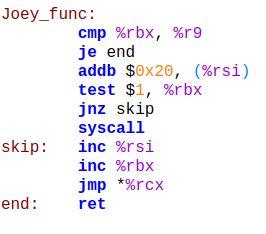 Joey_func:
cmp %rbx, %r9
je end
addb $0x20, (%rsi)
test $1, %rbx
jnz skip
syscall
skip: inc %rsi
inc %rbx
jmp *%rcx
end: ret